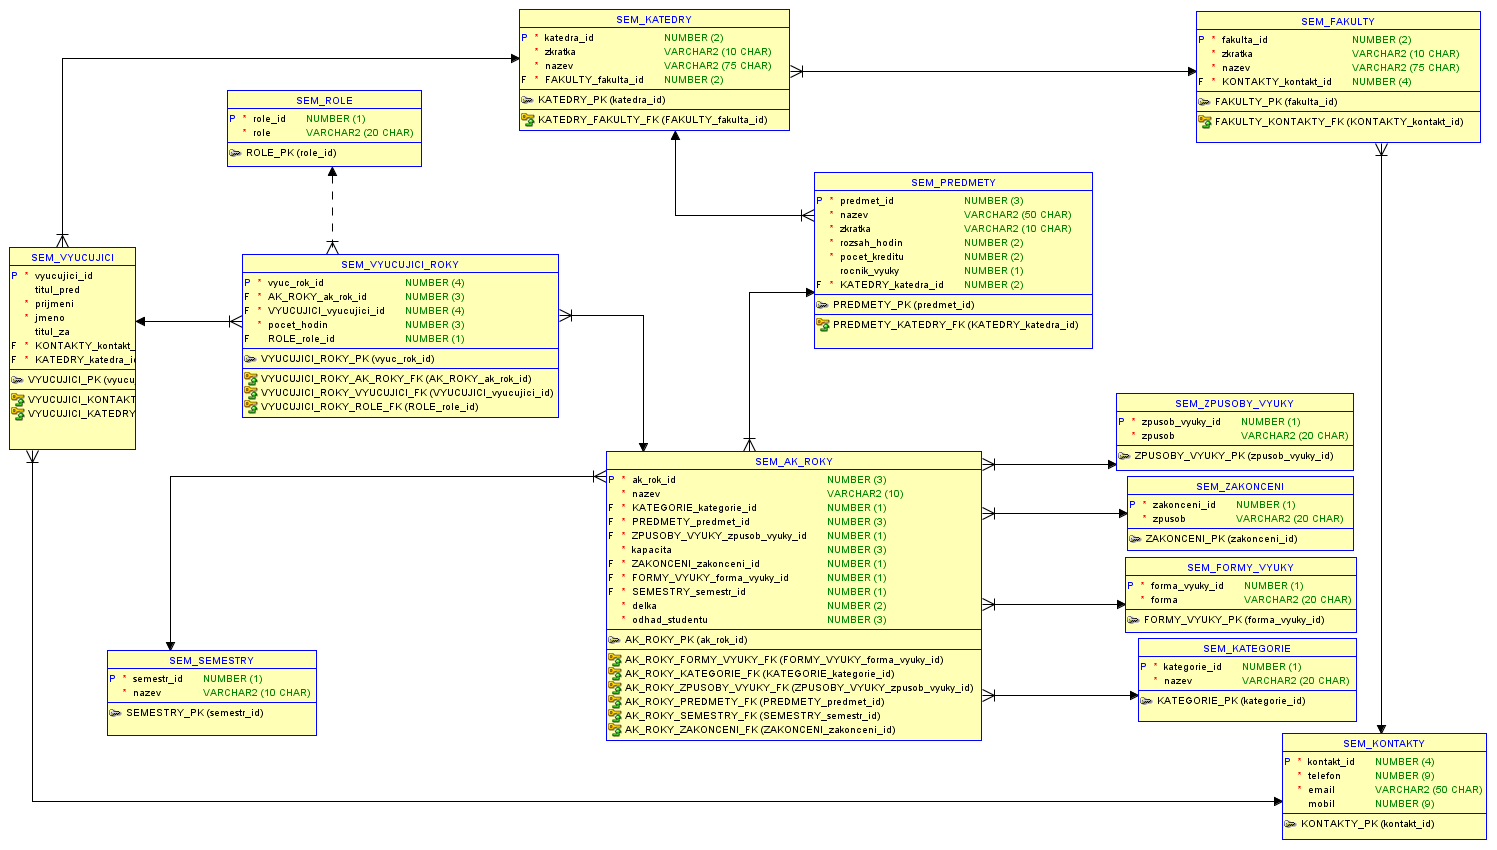 SEM_KATEDRY
P * katedra_id NUMBER (2)
* zkratka VARCHAR2 (10 CHAR)
* nazev VARCHAR2 (75 CHAR)
F * FAKULTY_fakulta_id NUMBER (2)
KATEDRY_PK (katedra_id)
KATEDRY_FAKULTY_FK (FAKULTY_fakulta_id)
SEM_FAKULTY
P * fakulta_id NUMBER (2)
* zkratka VARCHAR2 (10 CHAR)
* nazev VARCHAR2 (75 CHAR)
F * KONTAKTY_kontakt_id NUMBER (4)
FAKULTY_PK (fakulta_id)
FAKULTY_KONTAKTY_FK (KONTAKTY_kontakt_id)
SEM_ROLE
P * role_id NUMBER (1)
* role VARCHAR2 (20 CHAR)
ROLE_PK (role_id)
SEM_PREDMETY
P * predmet_id NUMBER (3)
* nazev VARCHAR2 (50 CHAR)
* zkratka VARCHAR2 (10 CHAR)
* rozsah_hodin NUMBER (2)
* pocet_kreditu NUMBER (2)
rocnik_vyuky NUMBER (1)
F * KATEDRY_katedra_id NUMBER (2)
PREDMETY_PK (predmet_id)
PREDMETY_KATEDRY_FK (KATEDRY_katedra_id)
SEM_VYUCUJICI
P * vyucujici_id
titul_pred
* prijmeni
* jmeno
titul_za
F * KONTAKTY_kontakt_
F * KATEDRY_katedra_i
VYUCUJICI_PK (vyucu
VYUCUJICI_KONTAKT
VYUCUJICI_KATEDRY
SEM_VYUCUJICI_ROKY
P * vyuc_rok_id NUMBER (4)
F * AK_ROKY_ak_rok_id NUMBER (3)
F * VYUCUJICI_vyucujici_id NUMBER (4)
* pocet_hodin NUMBER (3)
F ROLE_role_id NUMBER (1)
VYUCUJICI_ROKY_PK (vyuc_rok_id)
VYUCUJICI_ROKY_AK_ROKY_FK (AK_ROKY_ak_rok_id)
VYUCUJICI_ROKY_VYUCUJICI_FK (VYUCUJICI_vyucujici_id)
VYUCUJICI_ROKY_ROLE_FK (ROLE_role_id)
SEM_AK_ROKY
P * ak_rok_id NUMBER (3)
* nazev VARCHAR2 (10)
F * KATEGORIE_kategorie_id NUMBER (1)
F * PREDMETY_predmet_id NUMBER (3)
F * ZPUSOBY_VYUKY_zpusob_vyuky_id NUMBER (1)
* kapacita NUMBER (3)
F * ZAKONCENI_zakonceni_id NUMBER (1)
F * FORMY_VYUKY_forma_vyuky_id NUMBER (1)
F * SEMESTRY_semestr_id NUMBER (1)
* delka NUMBER (2)
* odhad_studentu NUMBER (3)
AK_ROKY_PK (ak_rok_id)
AK_ROKY_FORMY_VYUKY_FK (FORMY_VYUKY_forma_vyuky_id)
AK_ROKY_KATEGORIE_FK (KATEGORIE_kategorie_id)
AK_ROKY_ZPUSOBY_VYUKY_FK (ZPUSOBY_VYUKY_zpusob_vyuky_id)
AK_ROKY_PREDMETY_FK (PREDMETY_predmet_id)
AK_ROKY_SEMESTRY_FK (SEMESTRY_semestr_id)
AK_ROKY_ZAKONCENI_FK (ZAKONCENI_zakonceni_id)
SEM_ZPUSOBY_VYUKY
P * zpusob_vyuky_id NUMBER (1)
* zpusob VARCHAR2 (20 CHAR)
ZPUSOBY_VYUKY_PK (zpusob_vyuky_id)
SEM_ZAKONCENI
P * zakonceni_id NUMBER (1)
* zpusob VARCHAR2 (20 CHAR)
ZAKONCENI_PK (zakonceni_id)
SEM_FORMY_VYUKY
P * forma_vyuky_id NUMBER (1)
* forma VARCHAR2 (20 CHAR)
FORMY_VYUKY_PK (forma_vyuky_id)
SEM_KATEGORIE
P * kategorie_id NUMBER (1)
* nazev VARCHAR2 (20 CHAR)
KATEGORIE_PK (kategorie_id)
SEM_SEMESTRY
P * semestr_id NUMBER (1)
* nazev VARCHAR2 (10 CHAR)
SEMESTRY_PK (semestr_id)
SEM_KONTAKTY
P * kontakt_id NUMBER (4)
* telefon NUMBER (9)
* email VARCHAR2 (50 CHAR)
mobil NUMBER (9)
KONTAKTY_PK (kontakt_id)